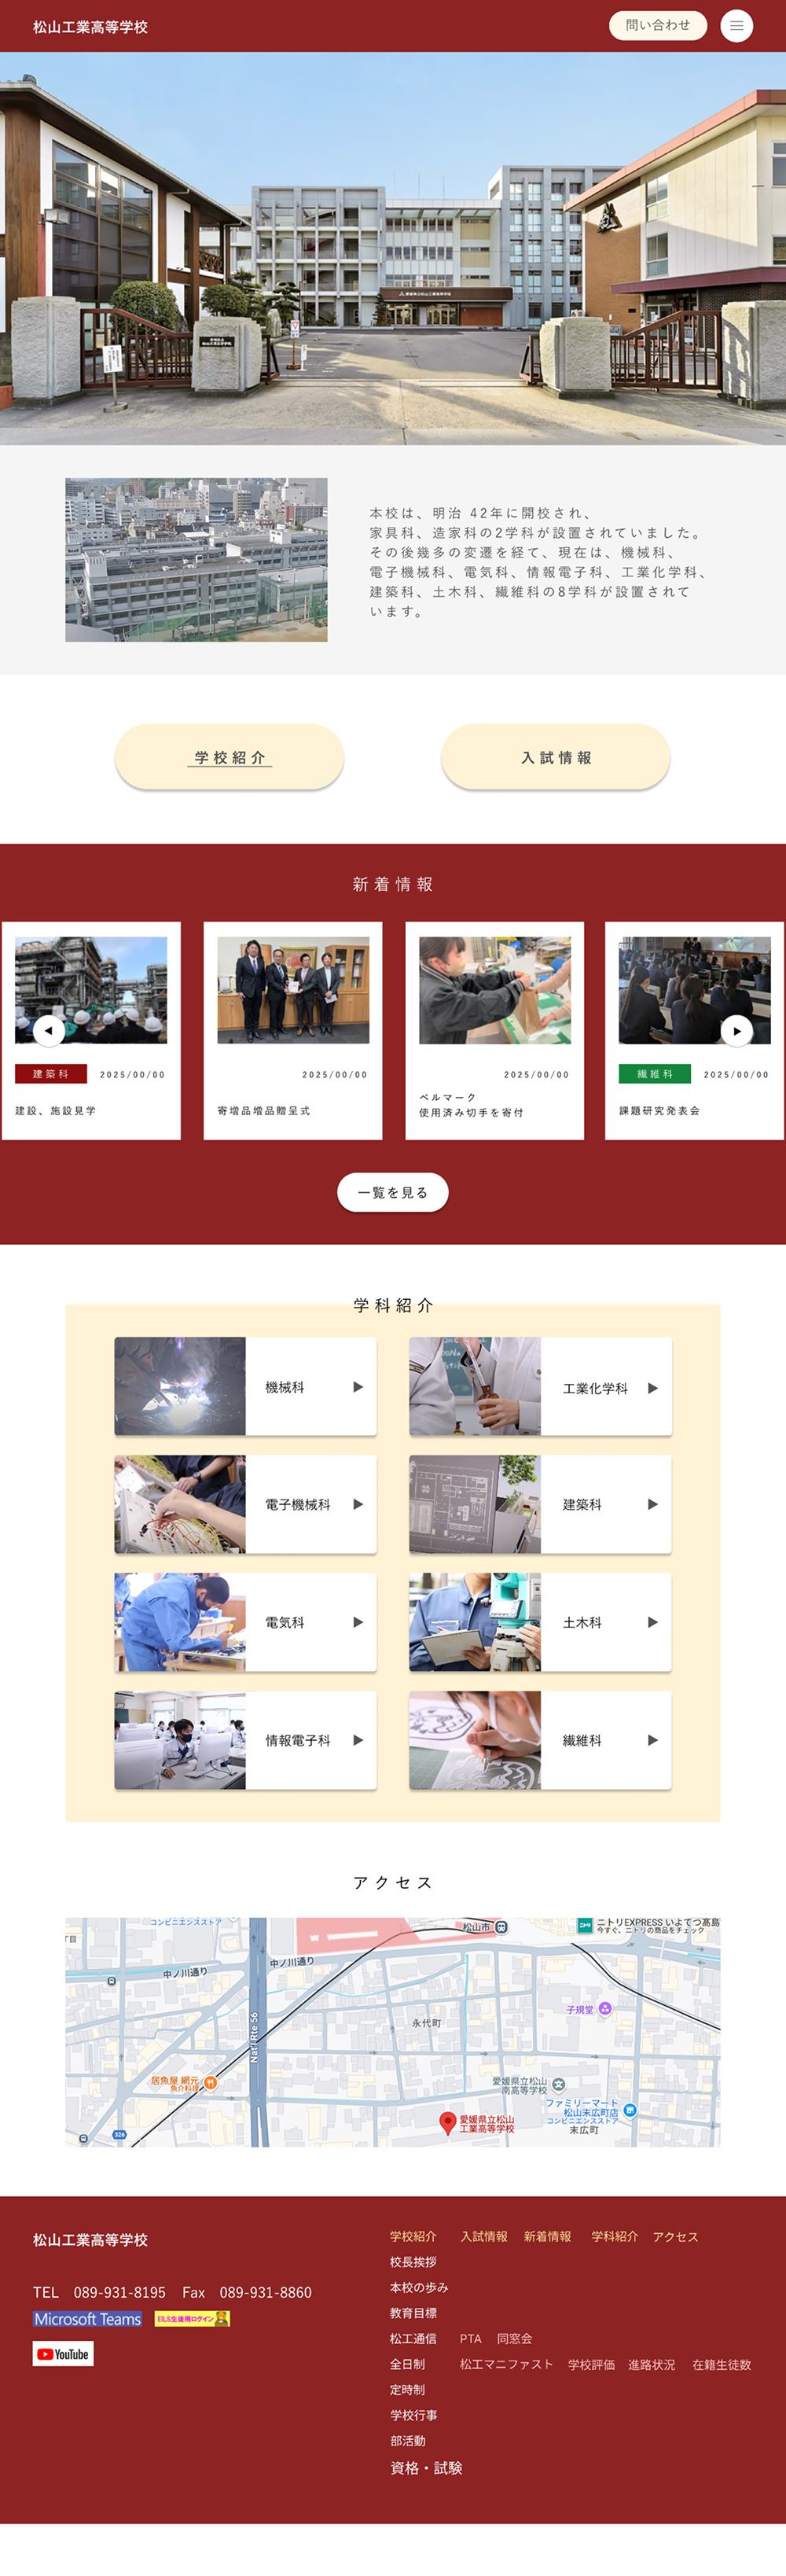 松山工業高等学校
問い合わせ
愛媛県立松山工業高等学校
本校は、明治 42年に開校され、
家具科、造家科の2学科が設置されていました。
その後幾多の変遷を経て、現在は、機械科、
電子機械科、電気科、情報電子科、工業化学科、
建築科、土木科、繊維科の8学科が設置されて
います。
学校紹介
入試情報
新着情報
建築科 2025/00/00
建設、施設見学
2025/00/00
寄増品増品贈呈式
2025/00/00
ベルマーク
使用済み切手を寄付
繊維科 2025/00/00
課題研究発表会
一覧を見る
学科紹介
機械科
工業化学科
電子機械科
建築科
電気科
土木科
情報電子科
繊維科
アクセス
コンビニエンスストア
松山市
ニトリEXPRESS いよてつ髙島
今すぐ、ニトリの商品をチェック
丁目
中ノ川通り
中ノ川通り
Nat'l Rte 56
永代町
子規堂
居魚屋 網元
魚介料理
愛媛県立松山
南高等学校
ファミリーマート
松山末広町店
コンビニエンスストア
末広町
愛媛県立松山
工業高等学校
326
松山工業高等学校
TEL 089-931-8195 Fax 089-931-8860
Microsoft Teams
EILS生徒用ログイン
YouTube
学校紹介 入試情報 新着情報 学科紹介 アクセス
校長挨拶
本校の歩み
教育目標
松工通信 PTA 同窓会
全日制 松工マニファスト 学校評価 進路状況 在籍生徒数
定時制
学校行事
部活動
資格・試験